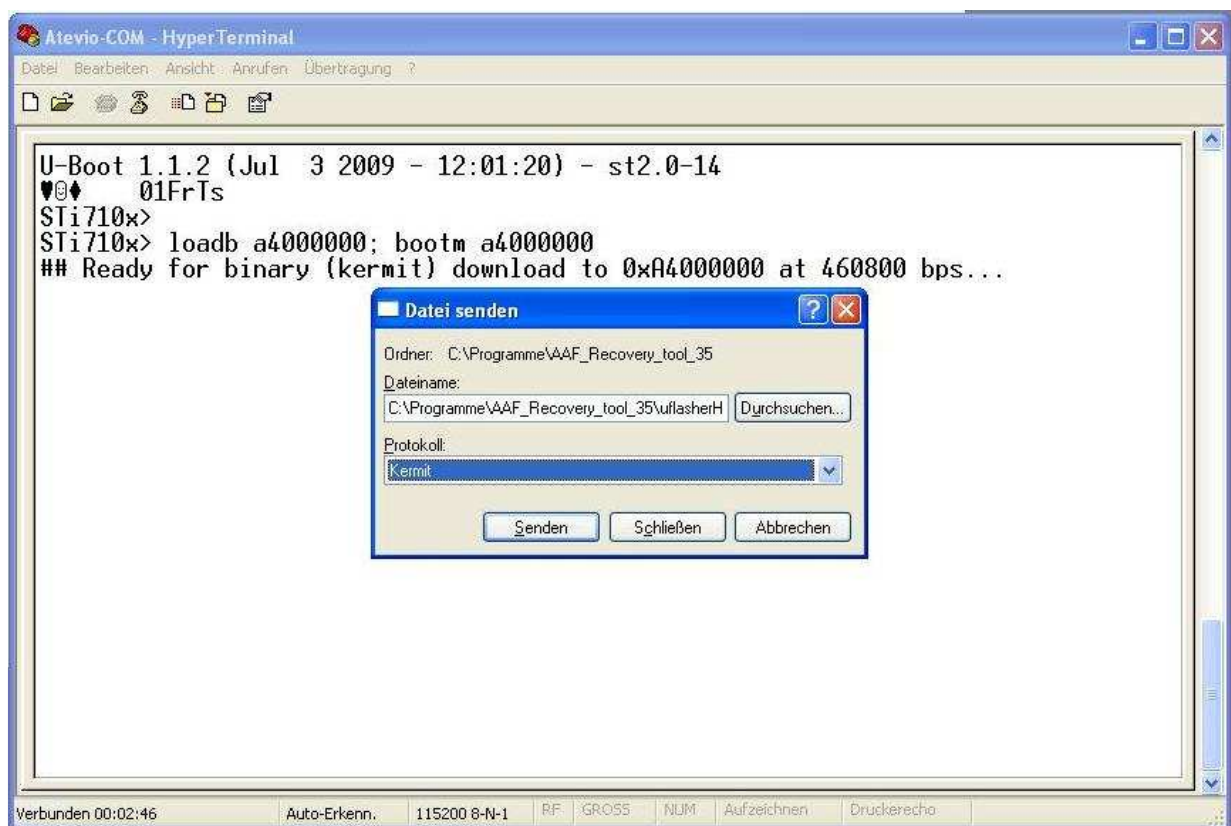 Atevio-COM - HyperTerminal
Datei Bearbeiten Ansicht Anrufen Übertragung ?
U-Boot 1.1.2 (Jul 3 2009 - 12:01:20) - st2.0-14
♥☺♦ 01FrTs
STi710x>
STi710x> loadb a4000000; bootm a4000000
## Ready for binary (kermit) download to 0xA4000000 at 460800 bps...
Datei senden
Ordner: C:\Programme\AAF_Recovery_tool_35
Dateiname:
C:\Programme\AAF_Recovery_tool_35\uflasherH Durchsuchen...
Protokoll:
Kermit
Senden Schließen Abbrechen
Verbunden 00:02:46 Auto-Erkenn. 115200 8-N-1 RF GROSS NUM Aufzeichnen Druckerecho